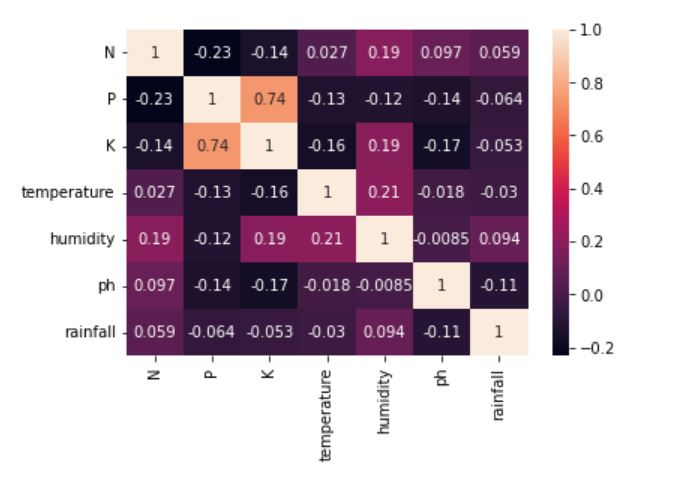 N 1 -0.23 -0.14 0.027 0.19 0.097 0.059
P -0.23 1 0.74 -0.13 -0.12 -0.14 -0.064
K -0.14 0.74 1 -0.16 0.19 -0.17 -0.053
temperature 0.027 -0.13 -0.16 1 0.21 -0.018 -0.03
humidity 0.19 -0.12 0.19 0.21 1 -0.0085 0.094
ph 0.097 -0.14 -0.17 -0.018 -0.0085 1 -0.11
rainfall 0.059 -0.064 -0.053 -0.03 0.094 -0.11 1
N P K temperature humidity ph rainfall
1.0
0.8
0.6
0.4
0.2
0.0
−0.2